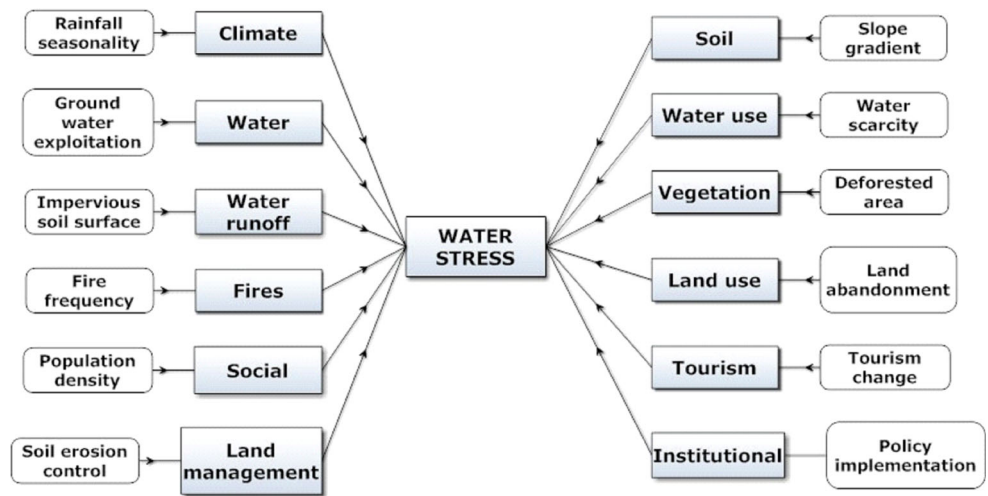 Rainfall
seasonality
Climate
Ground
water
exploitation
Water
Impervious
soil surface
Water
runoff
Fire
frequency
Fires
Population
density
Social
Soil erosion
control
Land
management
WATER
STRESS
Soil
Slope
gradient
Water use
Water
scarcity
Vegetation
Deforested
area
Land use
Land
abandonment
Tourism
Tourism
change
Institutional
Policy
implementation